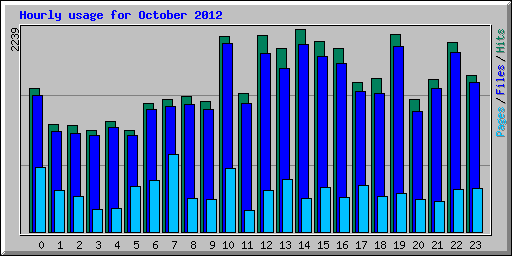 Hourly usage for October 2012
2239
Pages / Files / Hits
0 1 2 3 4 5 6 7 8 9 10 11 12 13 14 15 16 17 18 19 20 21 22 23